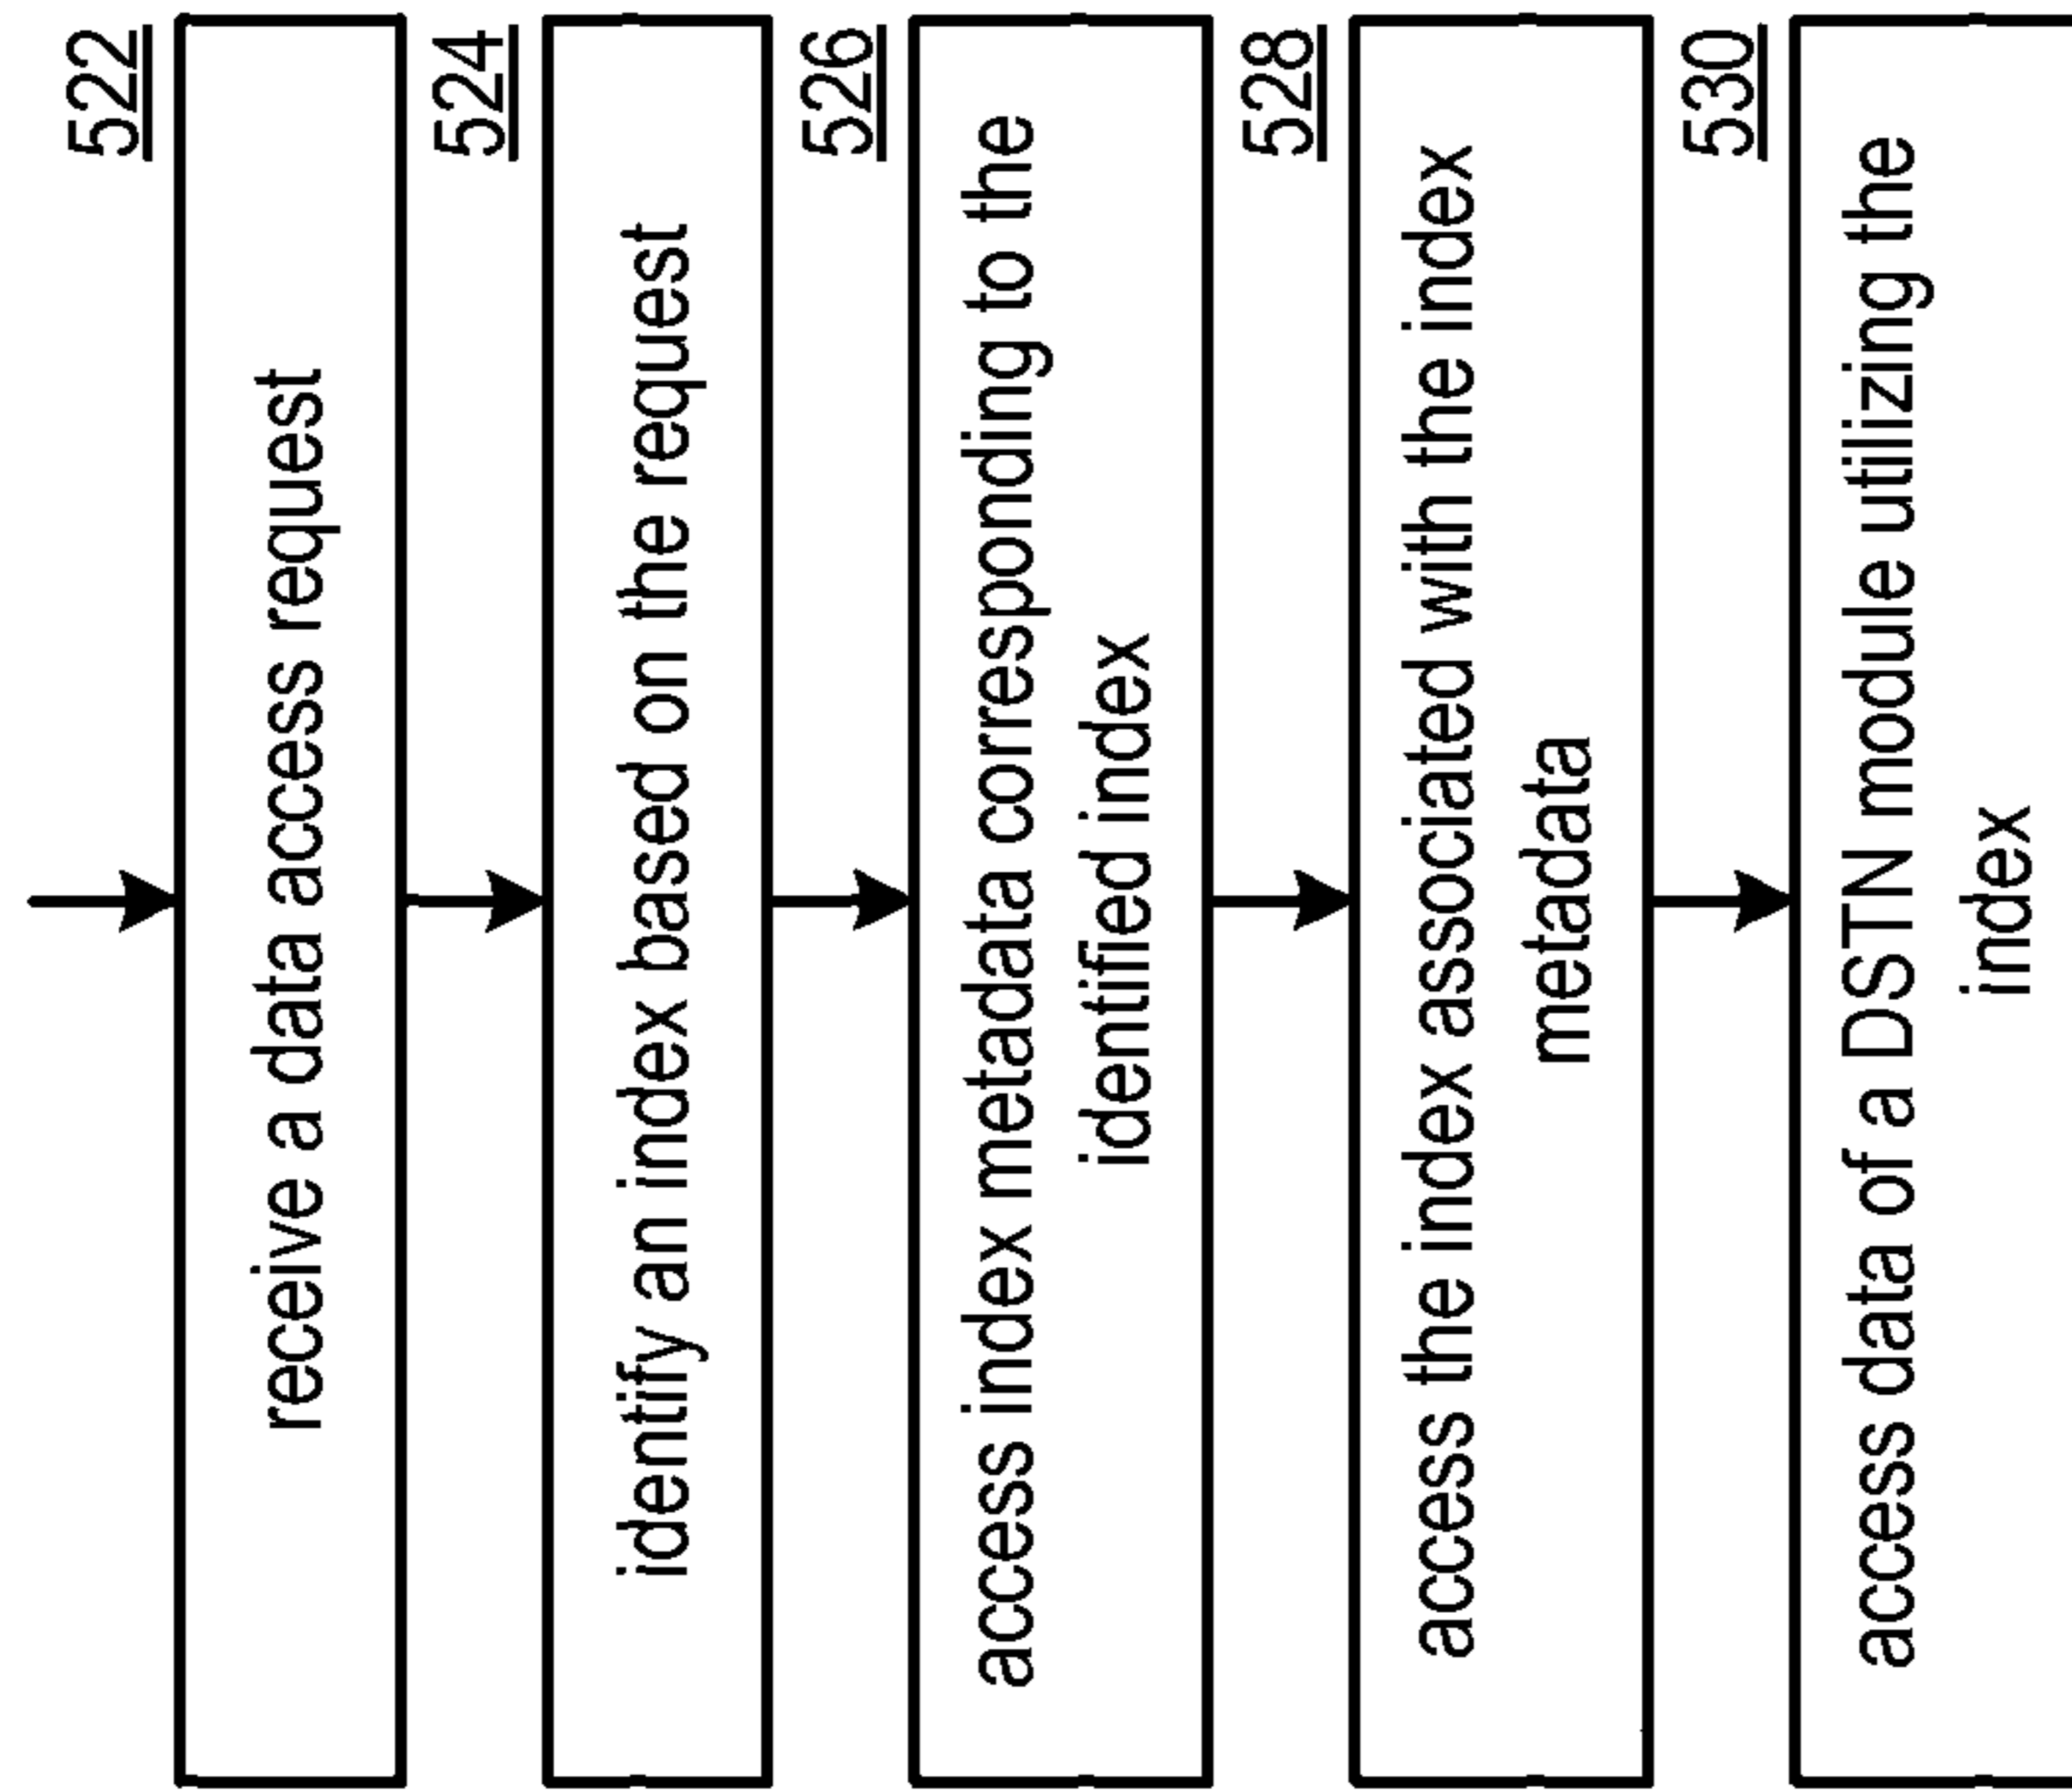 522
receive a data access request
524
identify an index based on the request
526
access index metadata corresponding to the
identified index
528
access the index associated with the index
metadata
530
access data of a DSTN module utilizing the
index